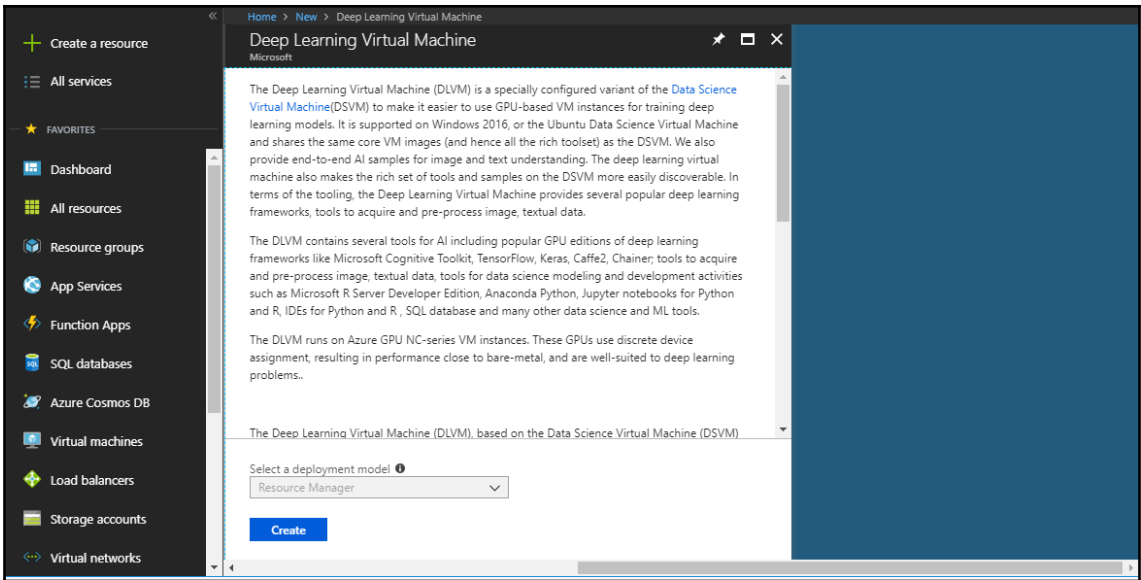 «
Create a resource
All services
FAVORITES
Dashboard
All resources
Resource groups
App Services
Function Apps
SQL databases
Azure Cosmos DB
Virtual machines
Load balancers
Storage accounts
Virtual networks
Home > New > Deep Learning Virtual Machine
Deep Learning Virtual Machine
Microsoft
The Deep Learning Virtual Machine (DLVM) is a specially configured variant of the Data Science
Virtual Machine(DSVM) to make it easier to use GPU-based VM instances for training deep
learning models. It is supported on Windows 2016, or the Ubuntu Data Science Virtual Machine
and shares the same core VM images (and hence all the rich toolset) as the DSVM. We also
provide end-to-end AI samples for image and text understanding. The deep learning virtual
machine also makes the rich set of tools and samples on the DSVM more easily discoverable. In
terms of the tooling, the Deep Learning Virtual Machine provides several popular deep learning
frameworks, tools to acquire and pre-process image, textual data.
The DLVM contains several tools for AI including popular GPU editions of deep learning
frameworks like Microsoft Cognitive Toolkit, TensorFlow, Keras, Caffe2, Chainer; tools to acquire
and pre-process image, textual data, tools for data science modeling and development activities
such as Microsoft R Server Developer Edition, Anaconda Python, Jupyter notebooks for Python
and R, IDEs for Python and R , SQL database and many other data science and ML tools.
The DLVM runs on Azure GPU NC-series VM instances. These GPUs use discrete device
assignment, resulting in performance close to bare-metal, and are well-suited to deep learning
problems..
The Deep Learning Virtual Machine (DLVM), based on the Data Science Virtual Machine (DSVM)
Select a deployment model
Resource Manager
Create